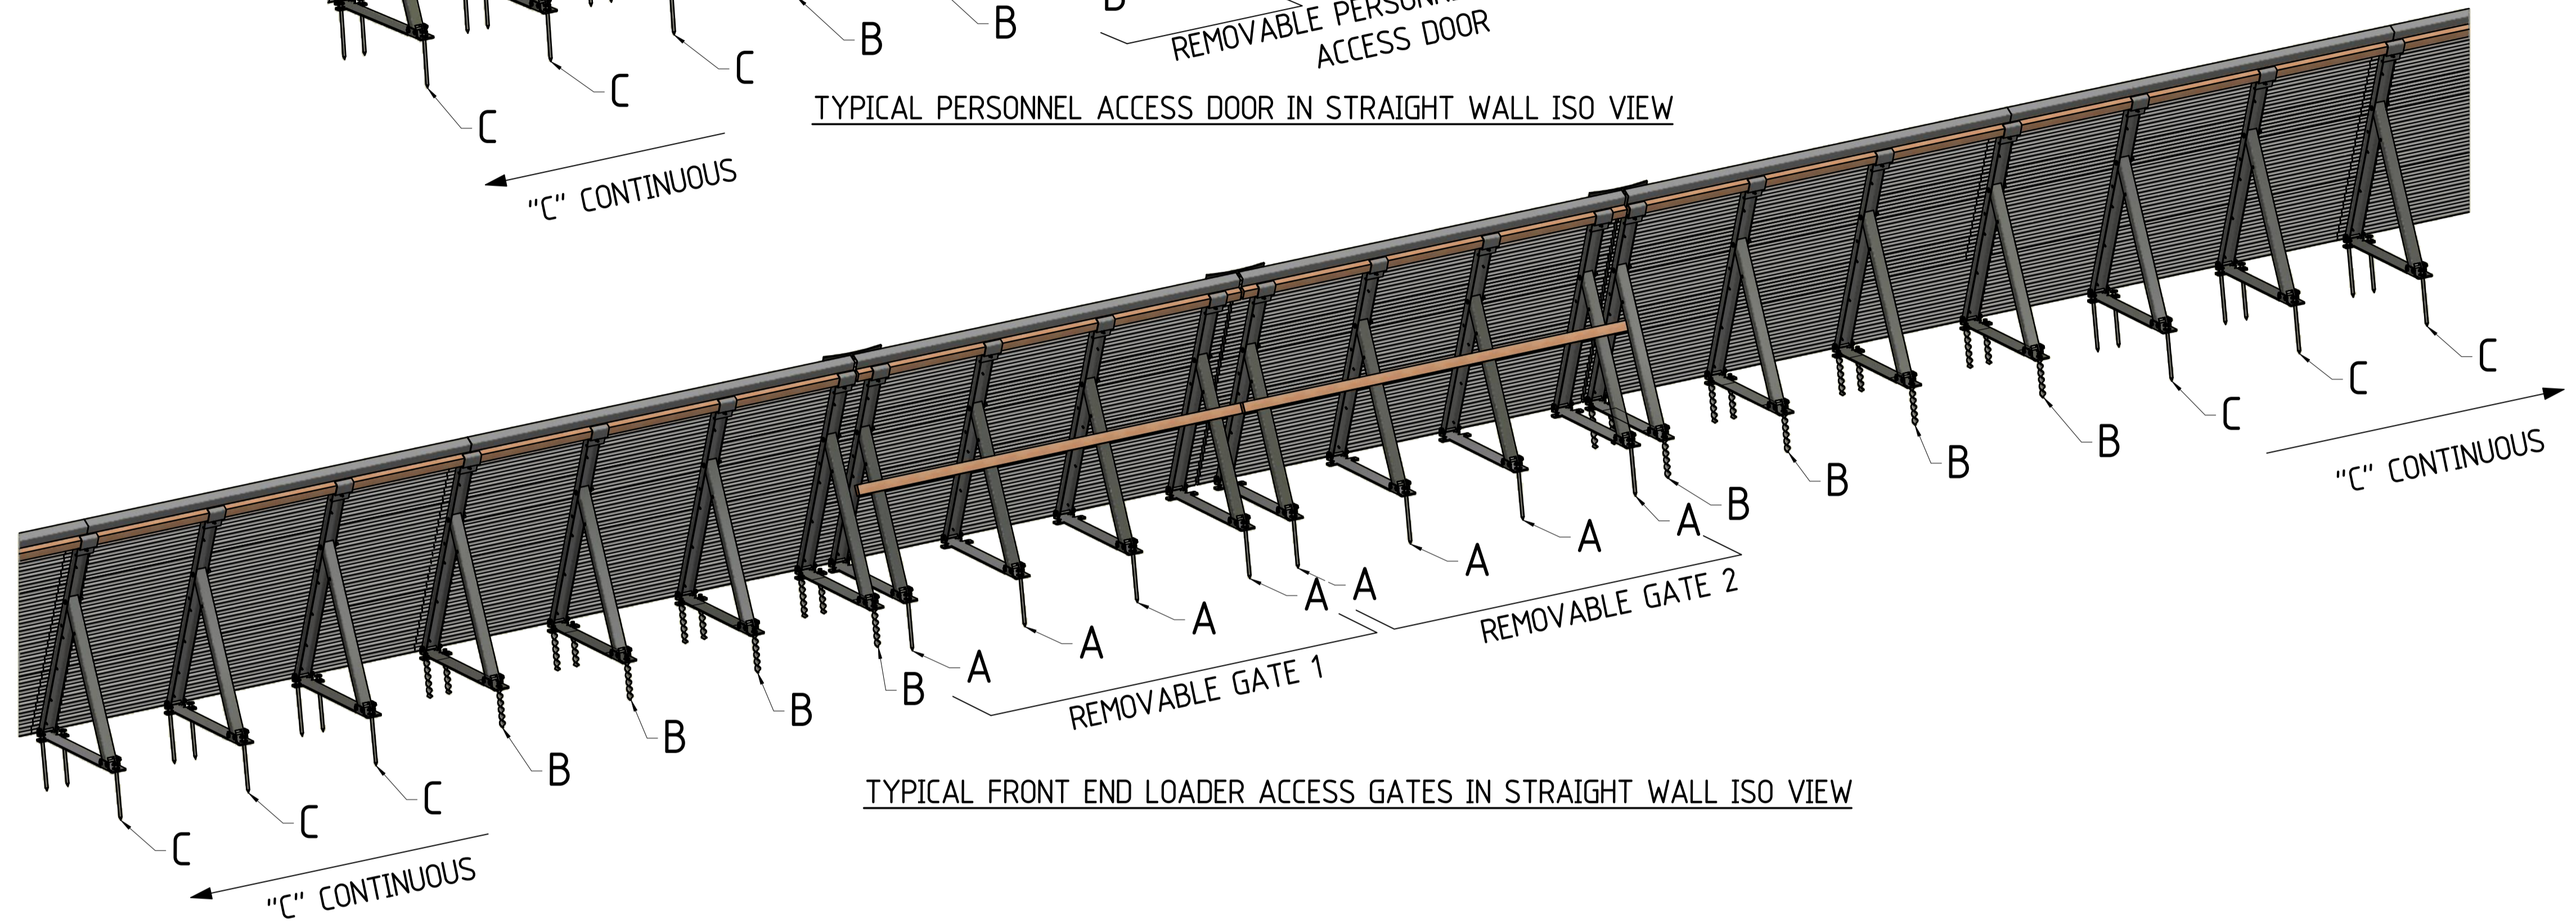 B
B
REMOVABLE
ACCESS DOOR
C
C
C
TYPICAL PERSONNEL ACCESS DOOR IN STRAIGHT WALL ISO VIEW
"C" CONTINUOUS
C
C
C
"C" CONTINUOUS
B
B
B
B
A
A
A
A
REMOVABLE GATE 2
A
A
A
A
REMOVABLE GATE 1
B
B
B
B
TYPICAL FRONT END LOADER ACCESS GATES IN STRAIGHT WALL ISO VIEW
C
C
C
"C" CONTINUOUS